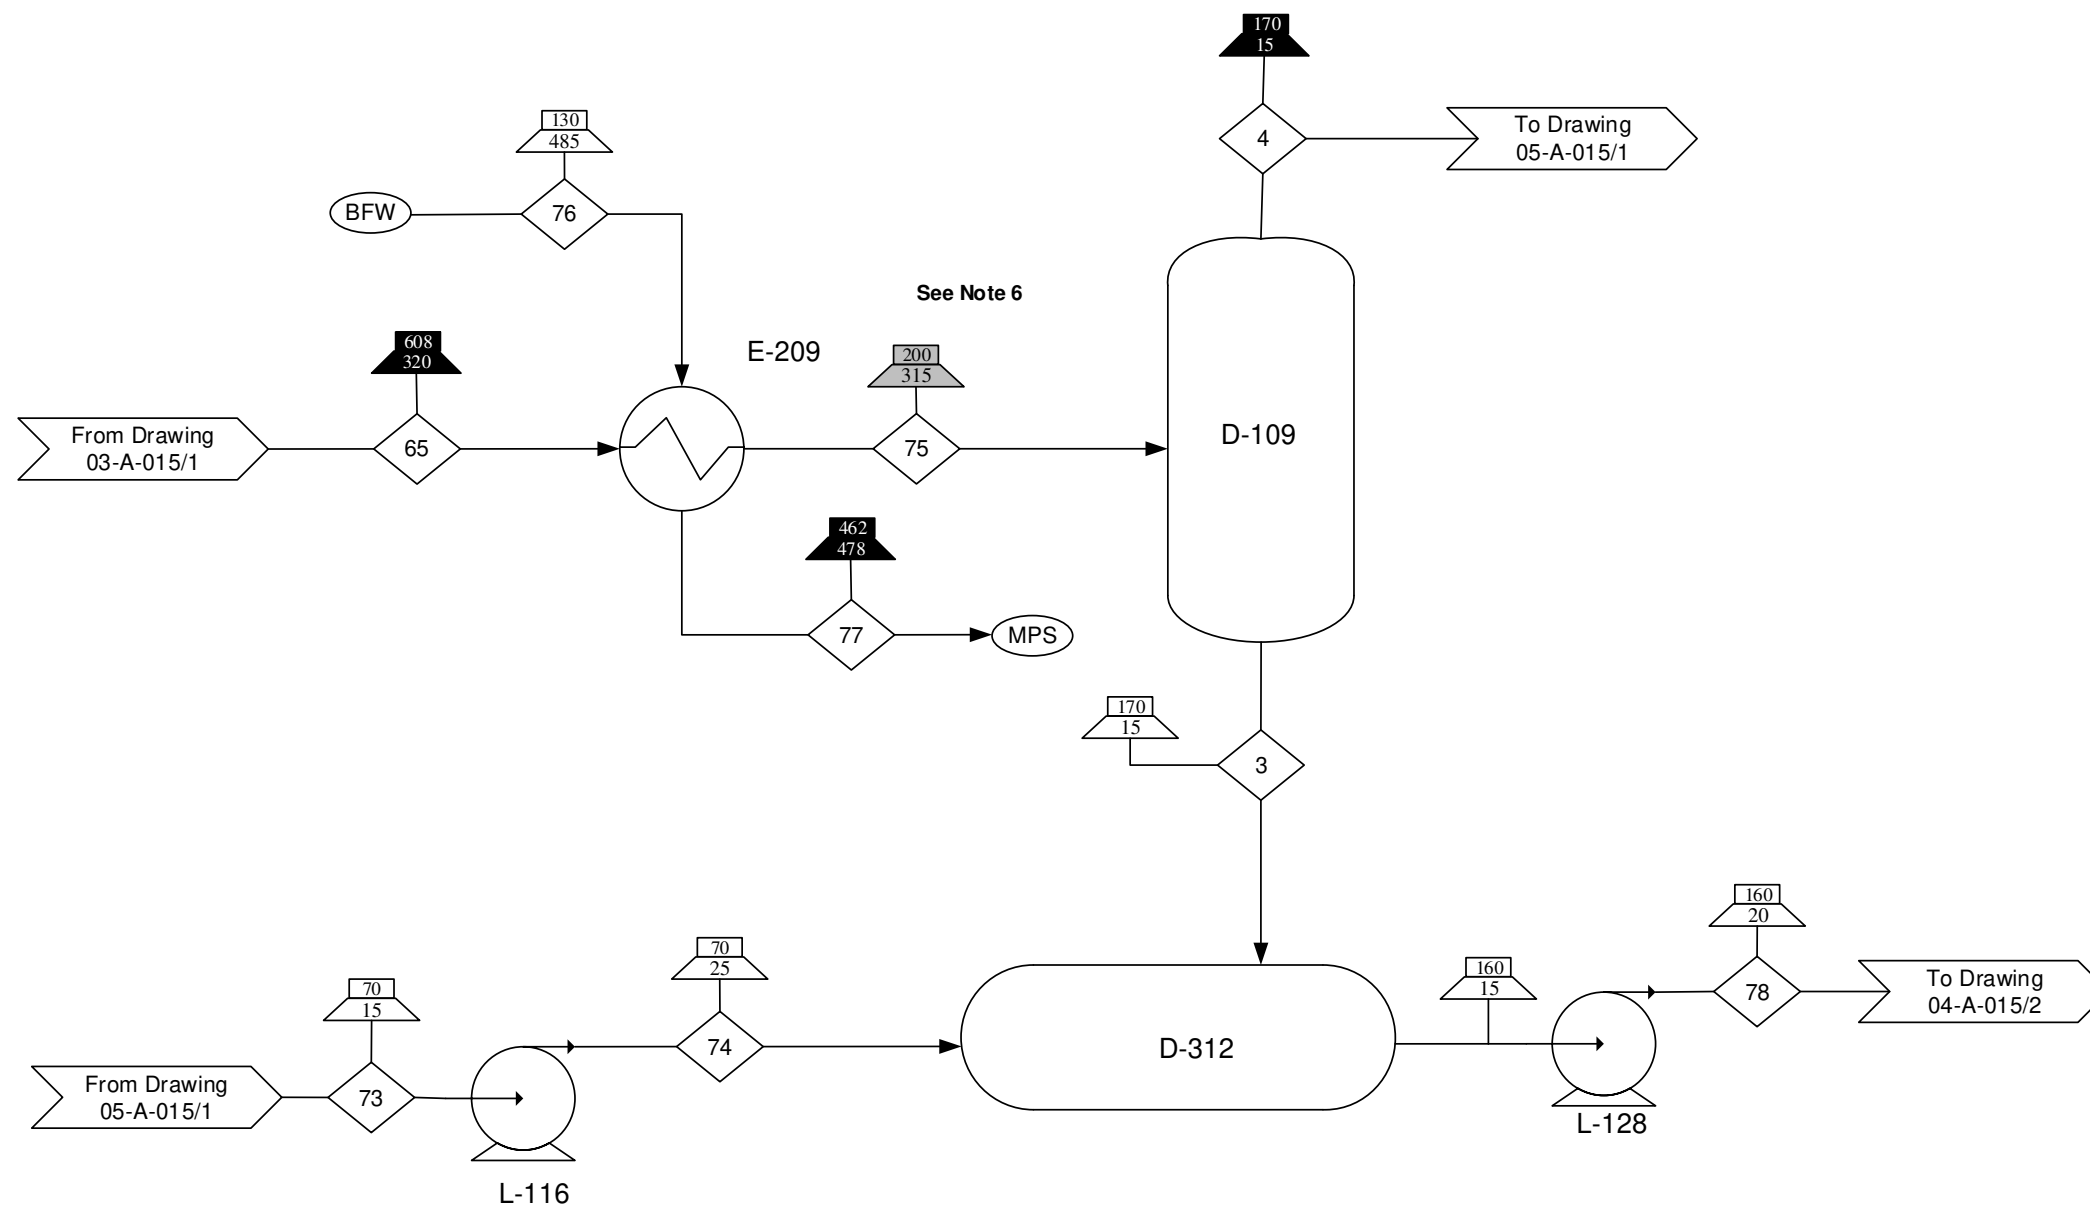 170
15
4
To Drawing
05-A-015/1
130
485
BFW
76
See Note 6
608
320
E-209
200
315
From Drawing
03-A-015/1
65
75
D-109
462
478
77
MPS
170
15
3
160
20
70
25
160
15
70
15
78
To Drawing
04-A-015/2
74
D-312
From Drawing
05-A-015/1
73
L-128
L-116